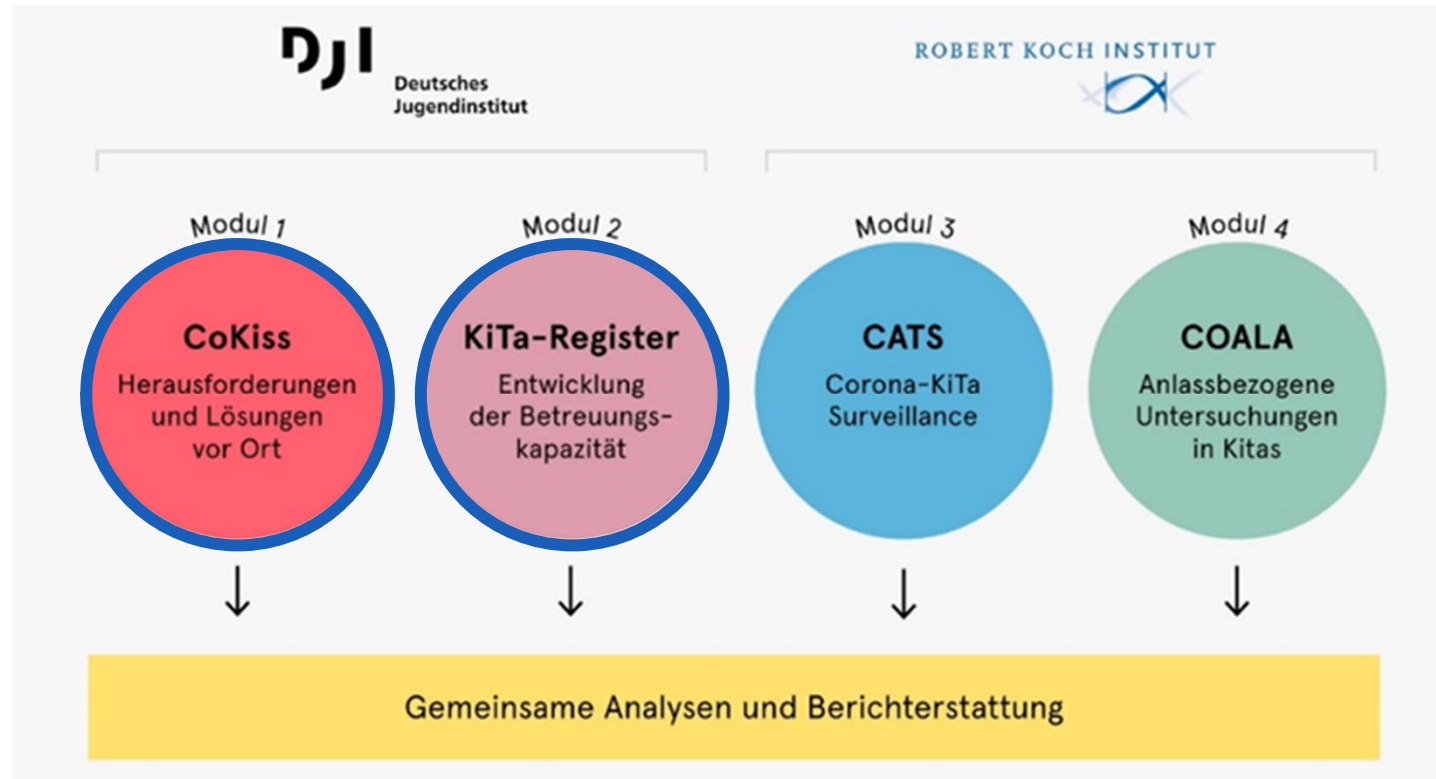 DJI
Deutsches
Jugendinstitut
ROBERT KOCH INSTITUT
Modul 1
CoKiss
Herausforderungen
und Lösungen
vor Ort
Modul 2
KiTa-Register
Entwicklung
der Betreuungs-
kapazität
Modul 3
CATS
Corona-KiTa
Surveillance
Modul 4
COALA
Anlassbezogene
Untersuchungen
in Kitas
Gemeinsame Analysen und Berichterstattung